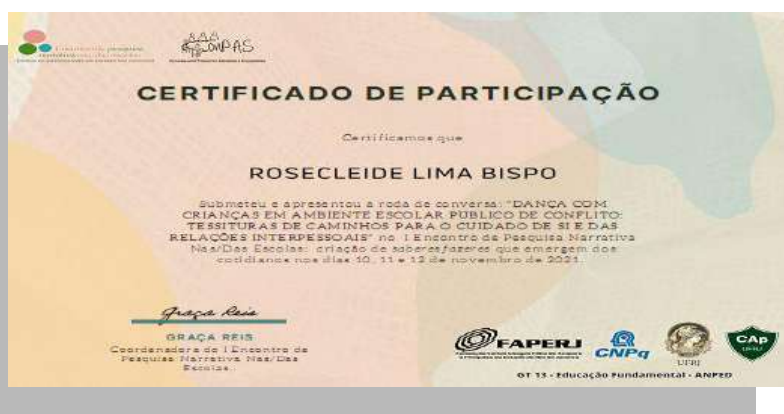 CONPAS
CERTIFICADO DE PARTICIPAÇÃO
Certificamos que
ROSECLEIDE LIMA BISPO
Submeteu e apresentou a roda de conversa: "DANÇA COM
CRIANÇAS EM AMBIENTE ESCOLAR PÚBLICO DE CONFLITO:
TESSITURAS DE CAMINHOS PARA O CUIDADO DE SI E DAS
RELAÇÕES INTERPESSOAIS" no I Encontro de Pesquisa Narrativa
Nas/Das Escolas: criação de saberesfazeres que emergem dos
cotidianos nos dias 10, 11 e 12 de novembro de 2021.
Graça Reis
GRAÇA REIS
Coordenadora do I Encontro de
Pesquisa Narrativa Nas/Das
Escolas.
FAPERJ
CNPq
UFRJ
CAp
UFRJ
GT 13 - Educação Fundamental - ANPED